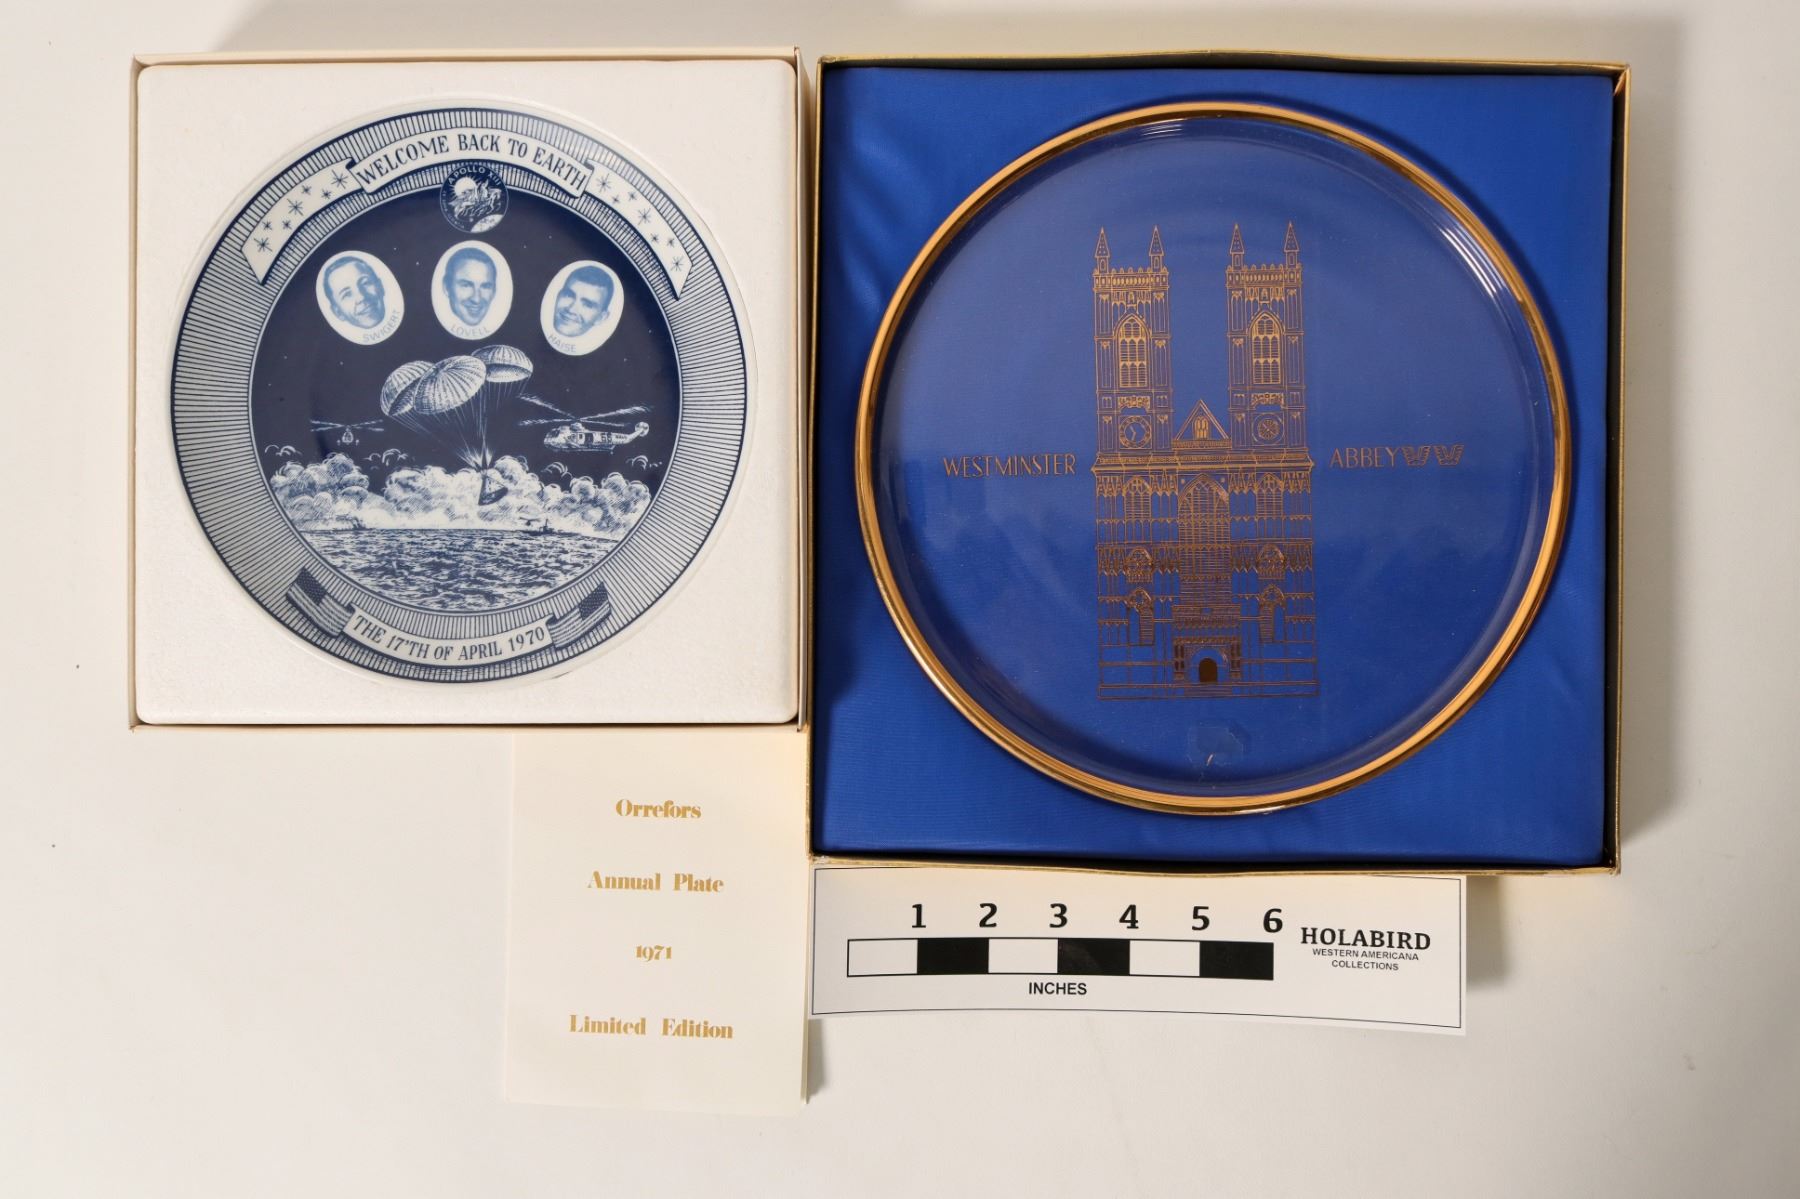 WELCOME BACK TO EARTH
APOLLO XIII
SWIGERT
LOVELL
HAISE
THE 17'TH OF APRIL 1970
WESTMINSTER ABBEY
Orrefors
Annual Plate
1971
Limited Edition
1 2 3 4 5 6
INCHES
HOLABIRD
WESTERN AMERICANA
COLLECTIONS